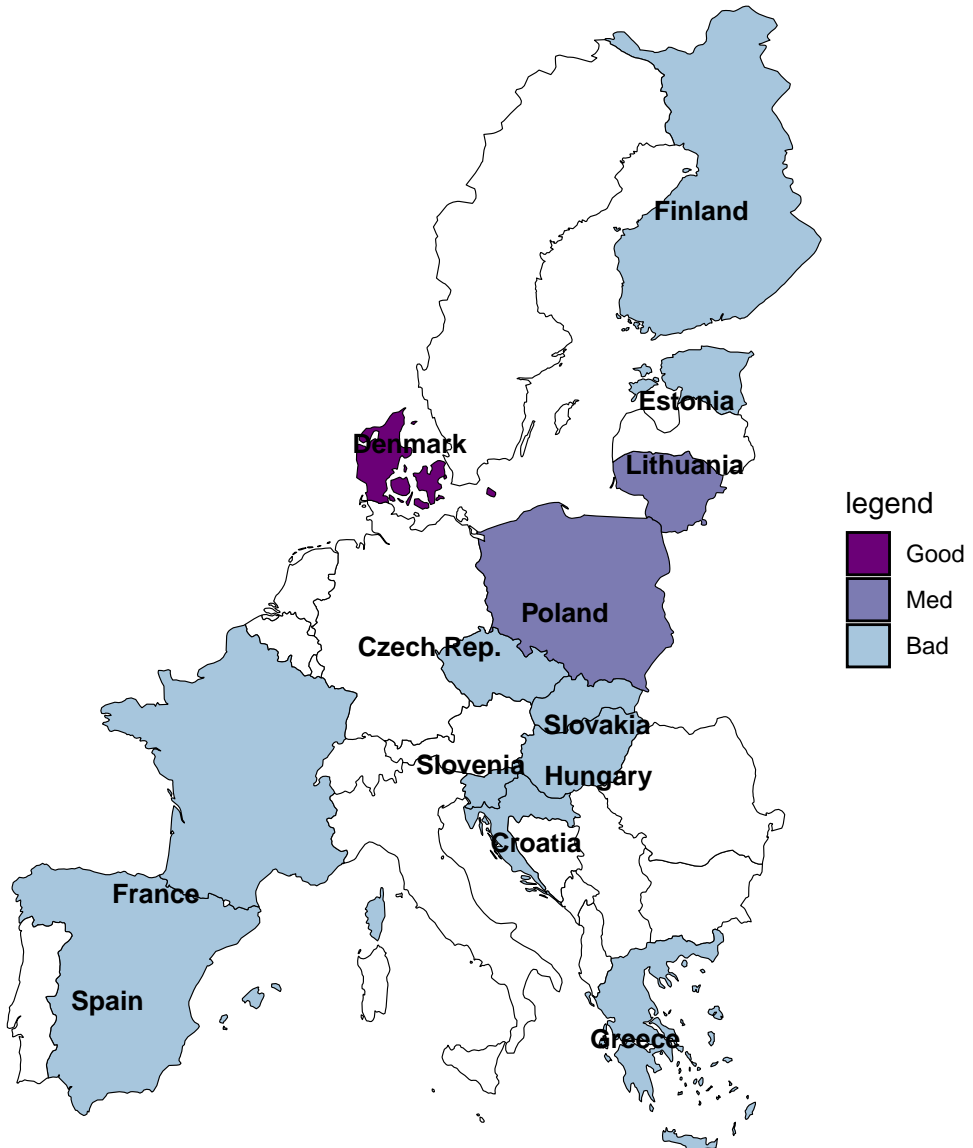 Finland
Estonia
Denmark
Lithuania
legend
Good
Med
Bad
Poland
Czech Rep.
Slovakia
Slovenia
Hungary
Croatia
France
Spain
Greece